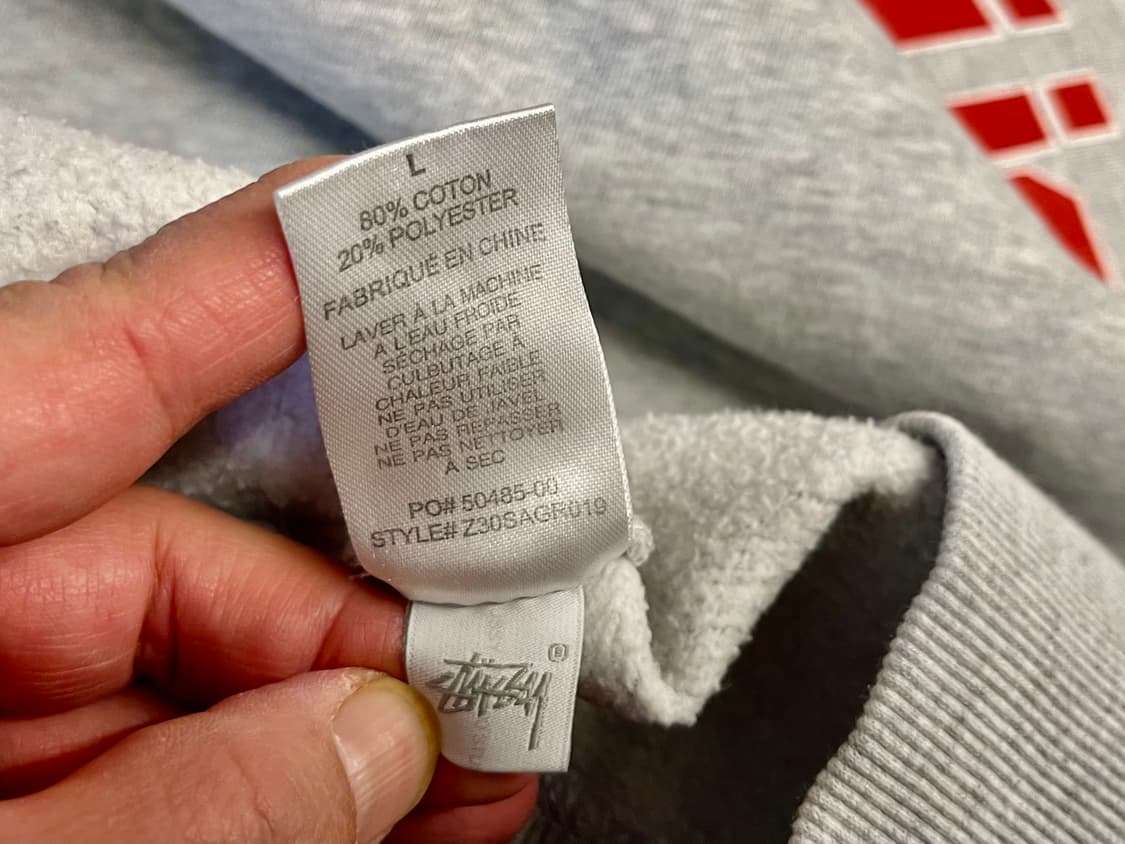 L
80% COTON
20% POLYESTER
FABRIQUÉ EN CHINE
LAVER À LA MACHINE
À L'EAU FROIDE
SÉCHAGE PAR
CULBUTAGE À
CHALEUR FAIBLE
NE PAS UTILISER
D'EAU DE JAVEL
NE PAS REPASSER
NE PAS NETTOYER
À SEC
PO# 50485-00
STYLE# Z30SAGR019
Stüssy ®